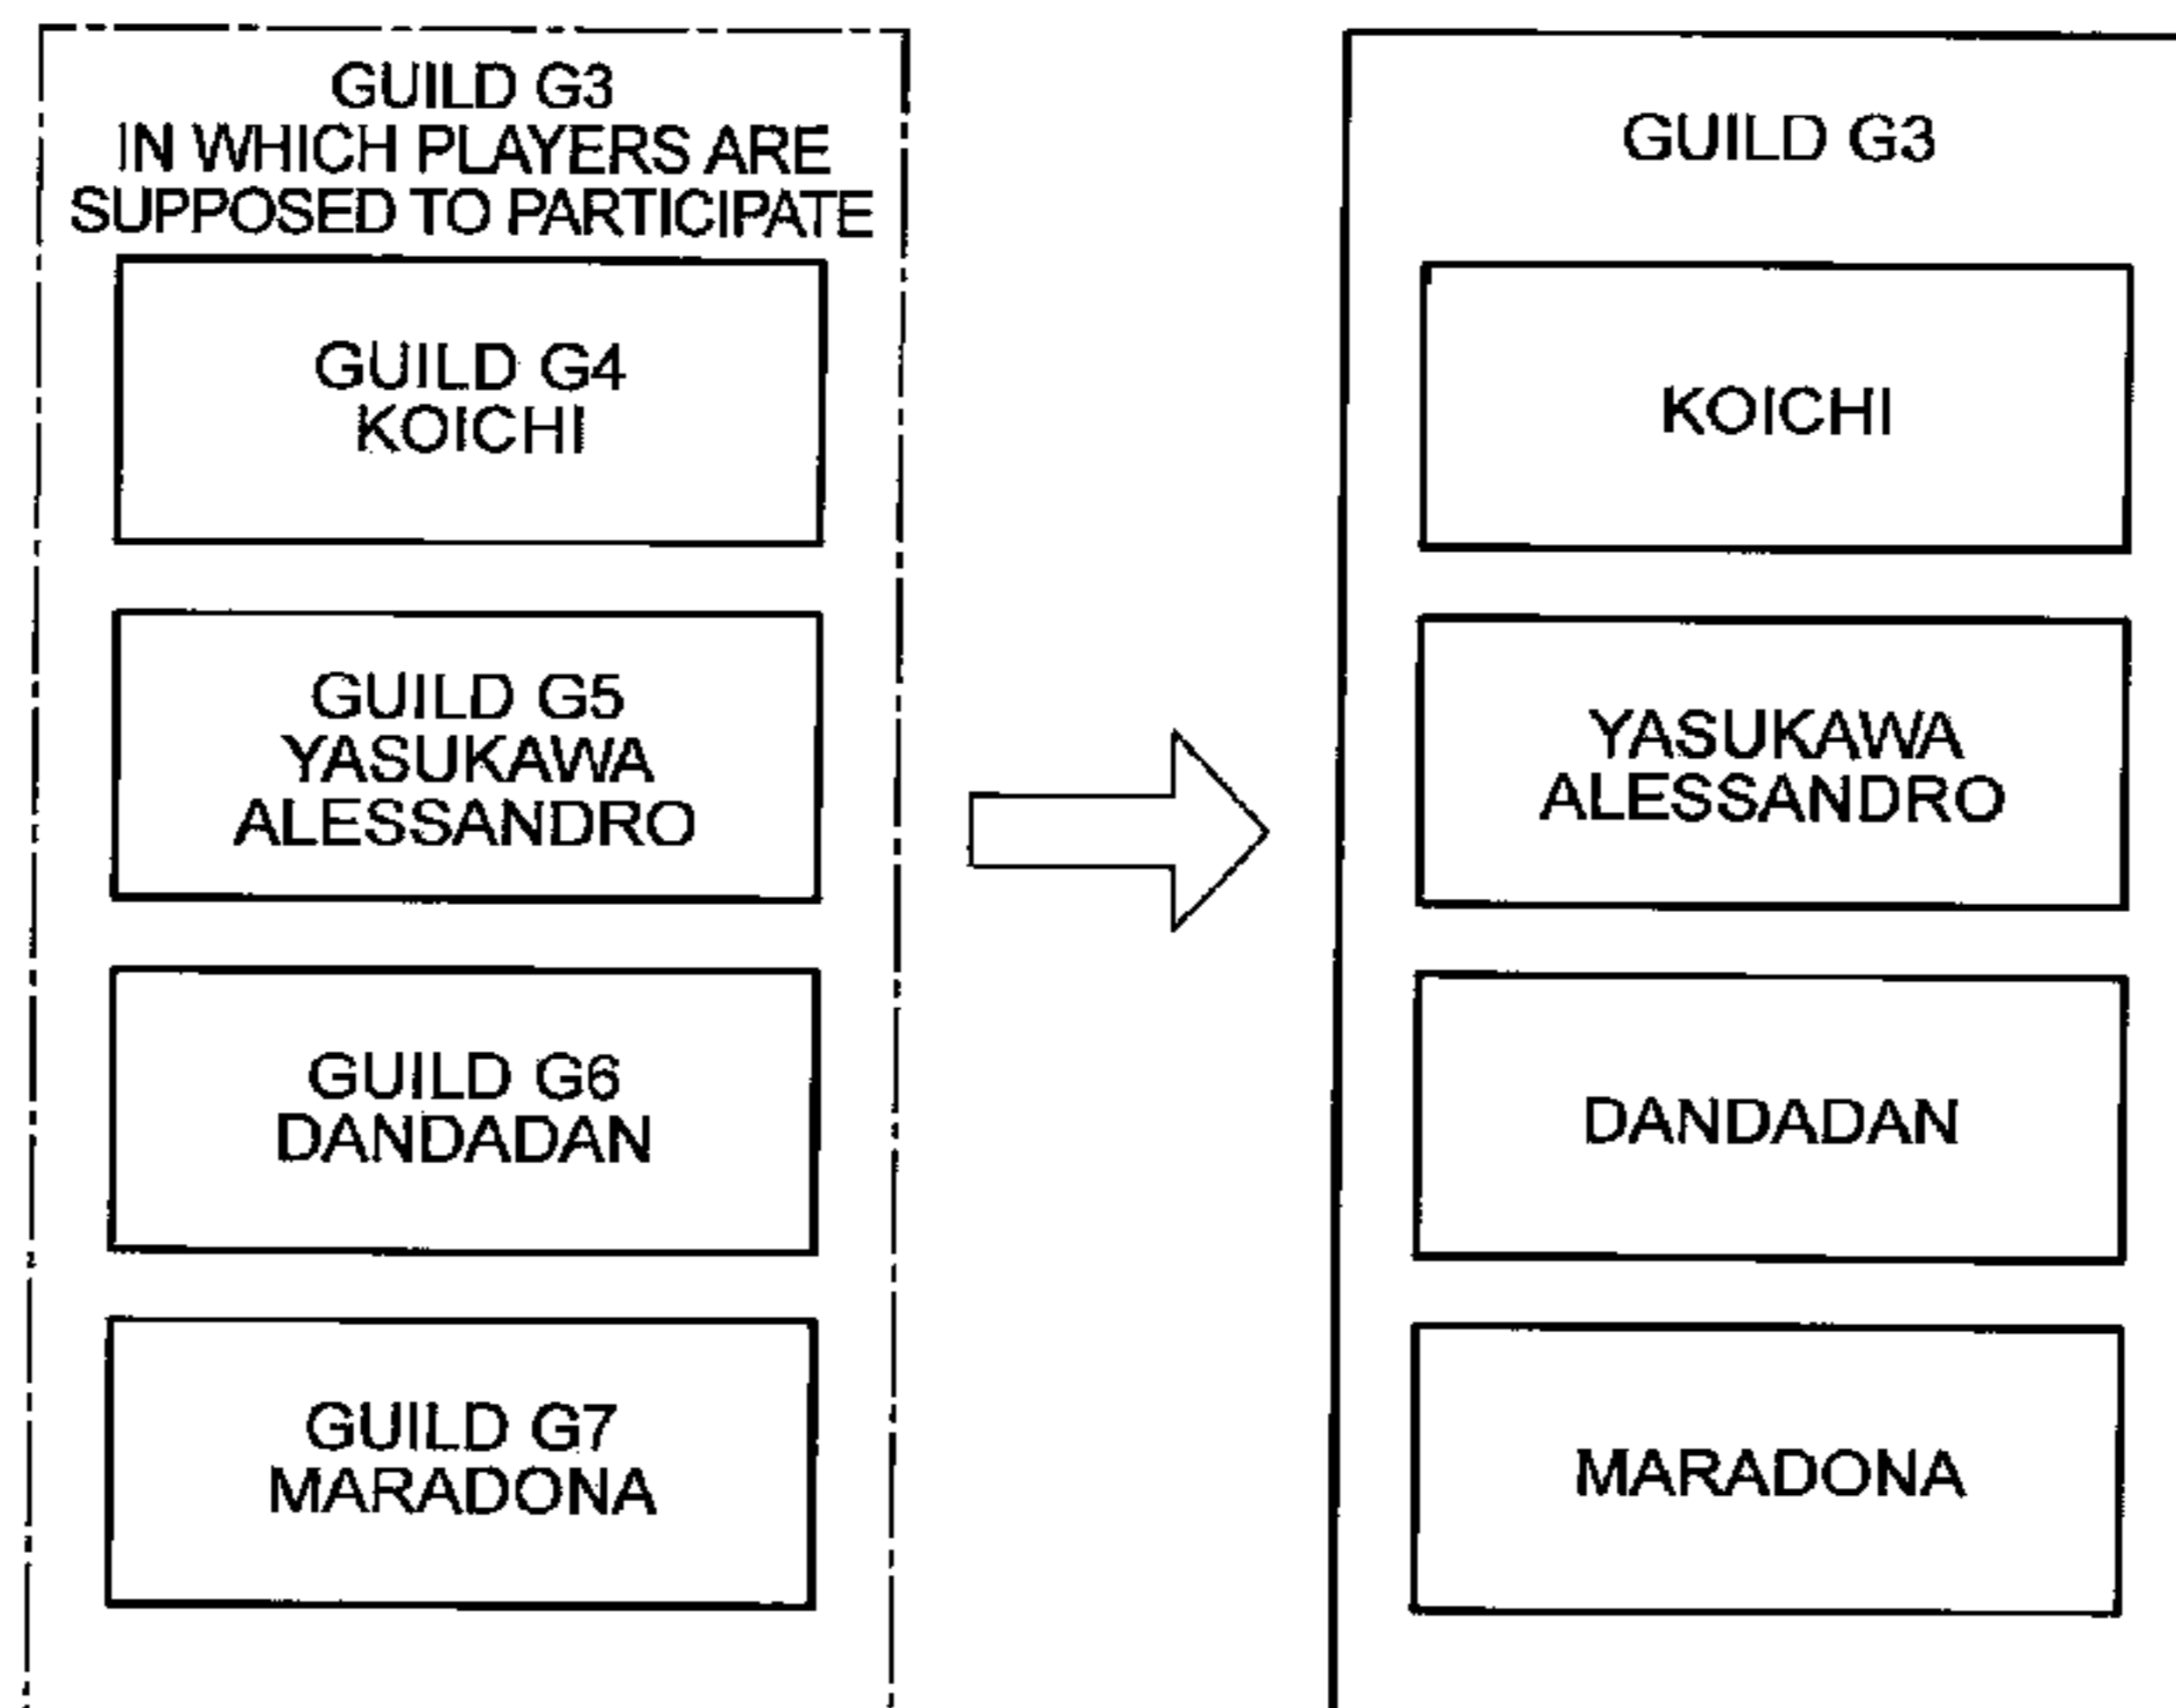 GUILD G3
IN WHICH PLAYERS ARE
SUPPOSED TO PARTICIPATE
GUILD G4
KOICHI
GUILD G5
YASUKAWA
ALESSANDRO
GUILD G6
DANDADAN
GUILD G7
MARADONA
GUILD G3
KOICHI
YASUKAWA
ALESSANDRO
DANDADAN
MARADONA